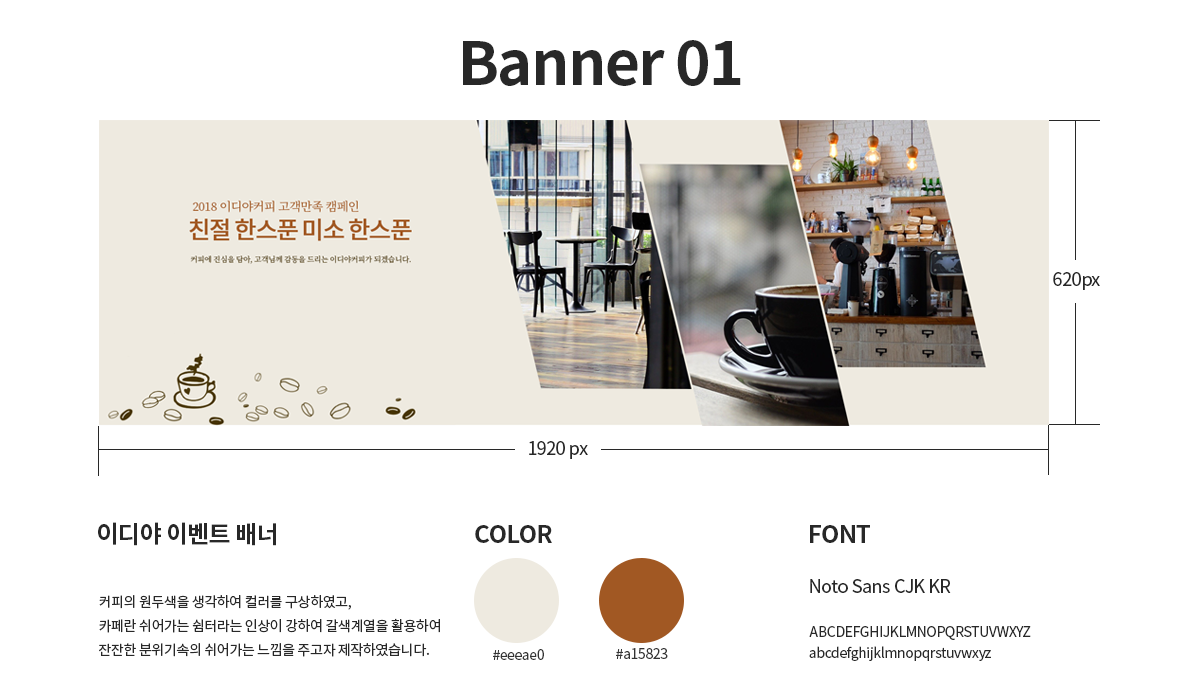 Banner 01
2018 이디야커피 고객만족 캠페인
친절 한스푼 미소 한스푼
커피에 진심을 담아, 고객님께 감동을 드리는 이디야커피가 되겠습니다.
620px
1920 px
이디야 이벤트 배너
커피의 원두색을 생각하여 컬러를 구상하였고,
카페란 쉬어가는 쉼터라는 인상이 강하여 갈색계열을 활용하여
잔잔한 분위기속의 쉬어가는 느낌을 주고자 제작하였습니다.
COLOR
#eeeae0
#a15823
FONT
Noto Sans CJK KR
ABCDEFGHIJKLMNOPQRSTUVWXYZ
abcdefghijklmnopqrstuvwxyz